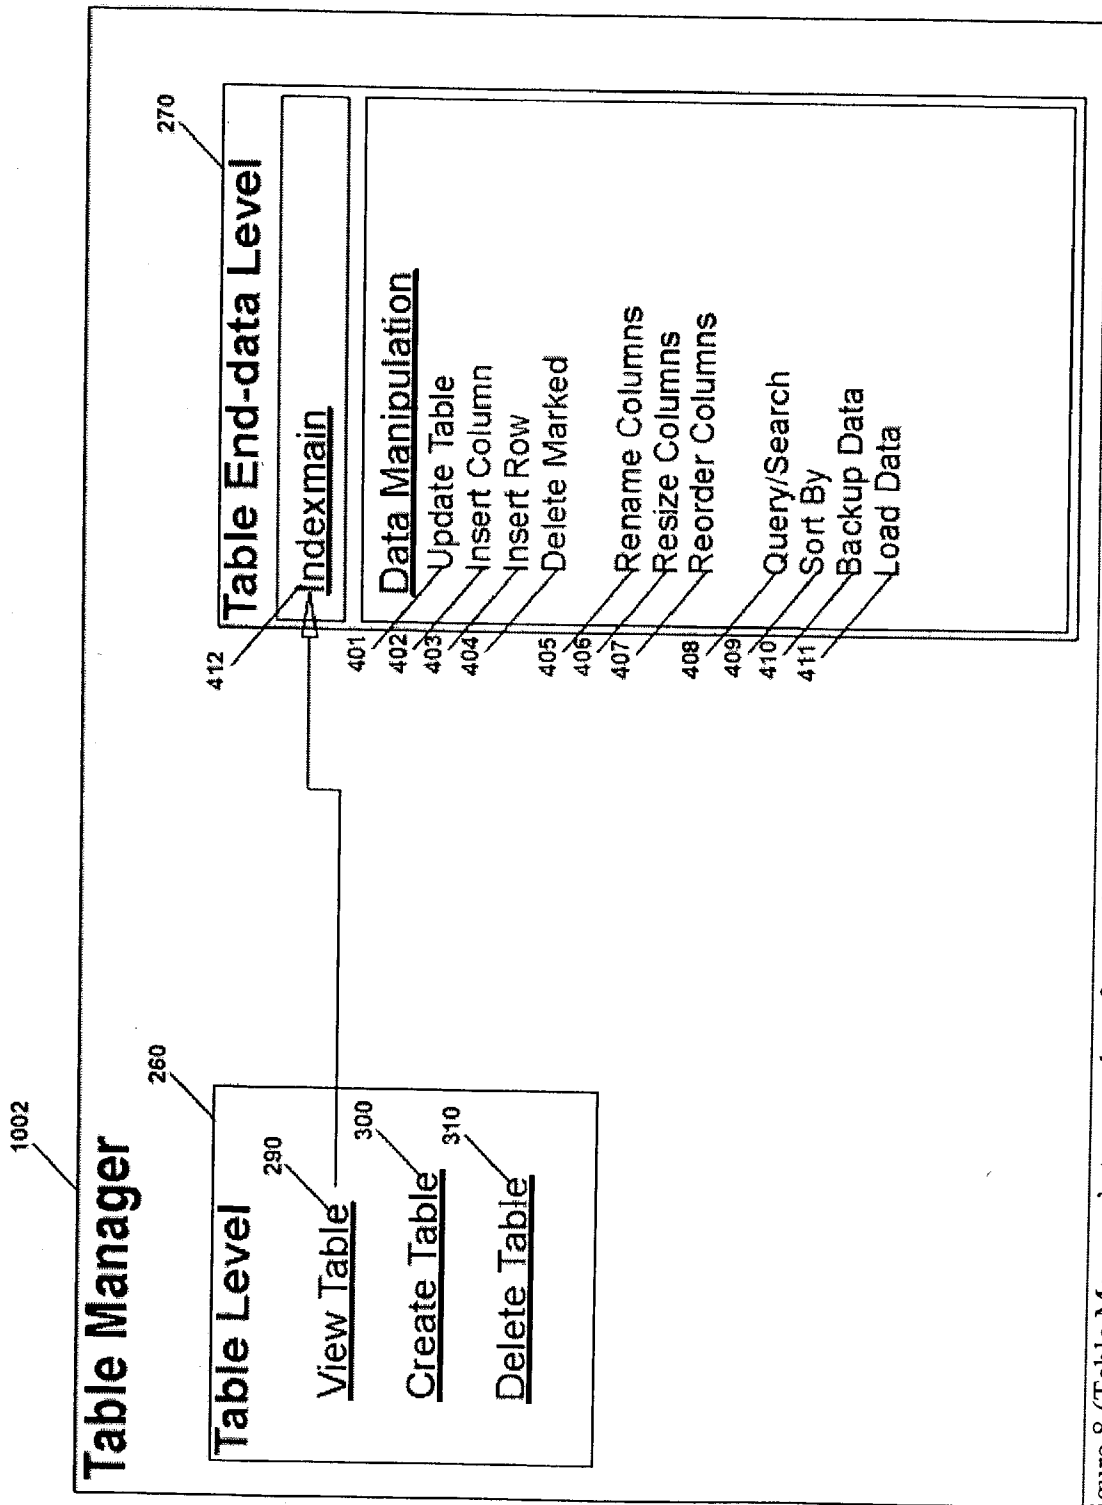 1002
Table Manager
260
Table Level
290
View Table
300
Create Table
310
Delete Table
270
Table End-data Level
412
Indexmain
Data Manipulation
401 Update Table
402 Insert Column
403 Insert Row
404 Delete Marked
405 Rename Columns
406 Resize Columns
407 Reorder Columns
408 Query/Search
409 Sort By
410 Backup Data
411 Load Data
8 (Table